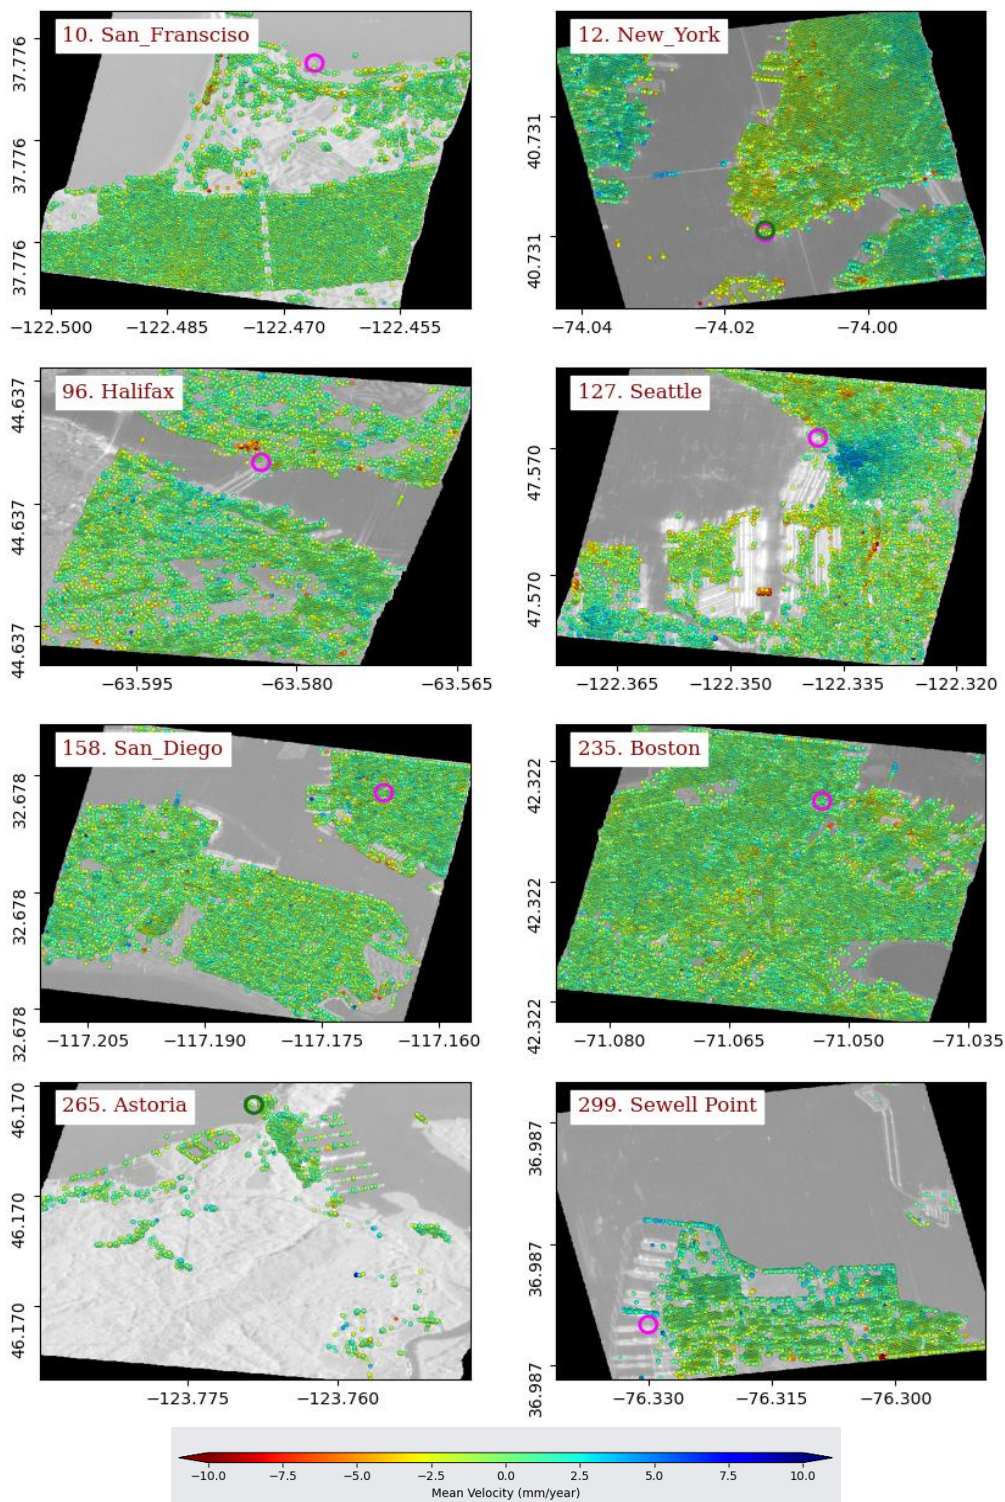 10. San_Fransciso
37.776
37.776
37.776
−122.500 −122.485 −122.470 −122.455
12. New_York
40.731
40.731
−74.04 −74.02 −74.00
96. Halifax
44.637
44.637
44.637
−63.595 −63.580 −63.565
127. Seattle
47.570
47.570
−122.365 −122.350 −122.335 −122.320
158. San_Diego
32.678
32.678
32.678
−117.205 −117.190 −117.175 −117.160
235. Boston
42.322
42.322
42.322
−71.080 −71.065 −71.050 −71.035
265. Astoria
46.170
46.170
46.170
−123.775 −123.760
299. Sewell Point
36.987
36.987
36.987
−76.330 −76.315 −76.300
−10.0 −7.5 −5.0 −2.5 0.0 2.5 5.0 7.5 10.0
Mean Velocity (mm/year)